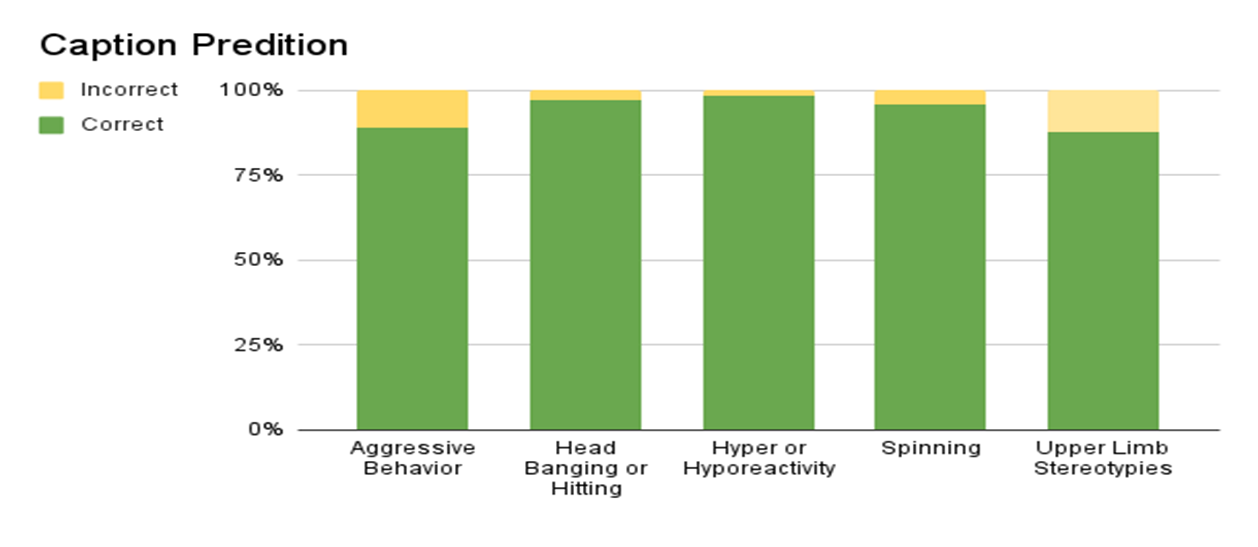 Caption Predition
Incorrect
Correct
100%
75%
50%
25%
0%
Aggressive
Behavior
Head
Banging or
Hitting
Hyper or
Hyporeactivity
Spinning
Upper Limb
Stereotypies